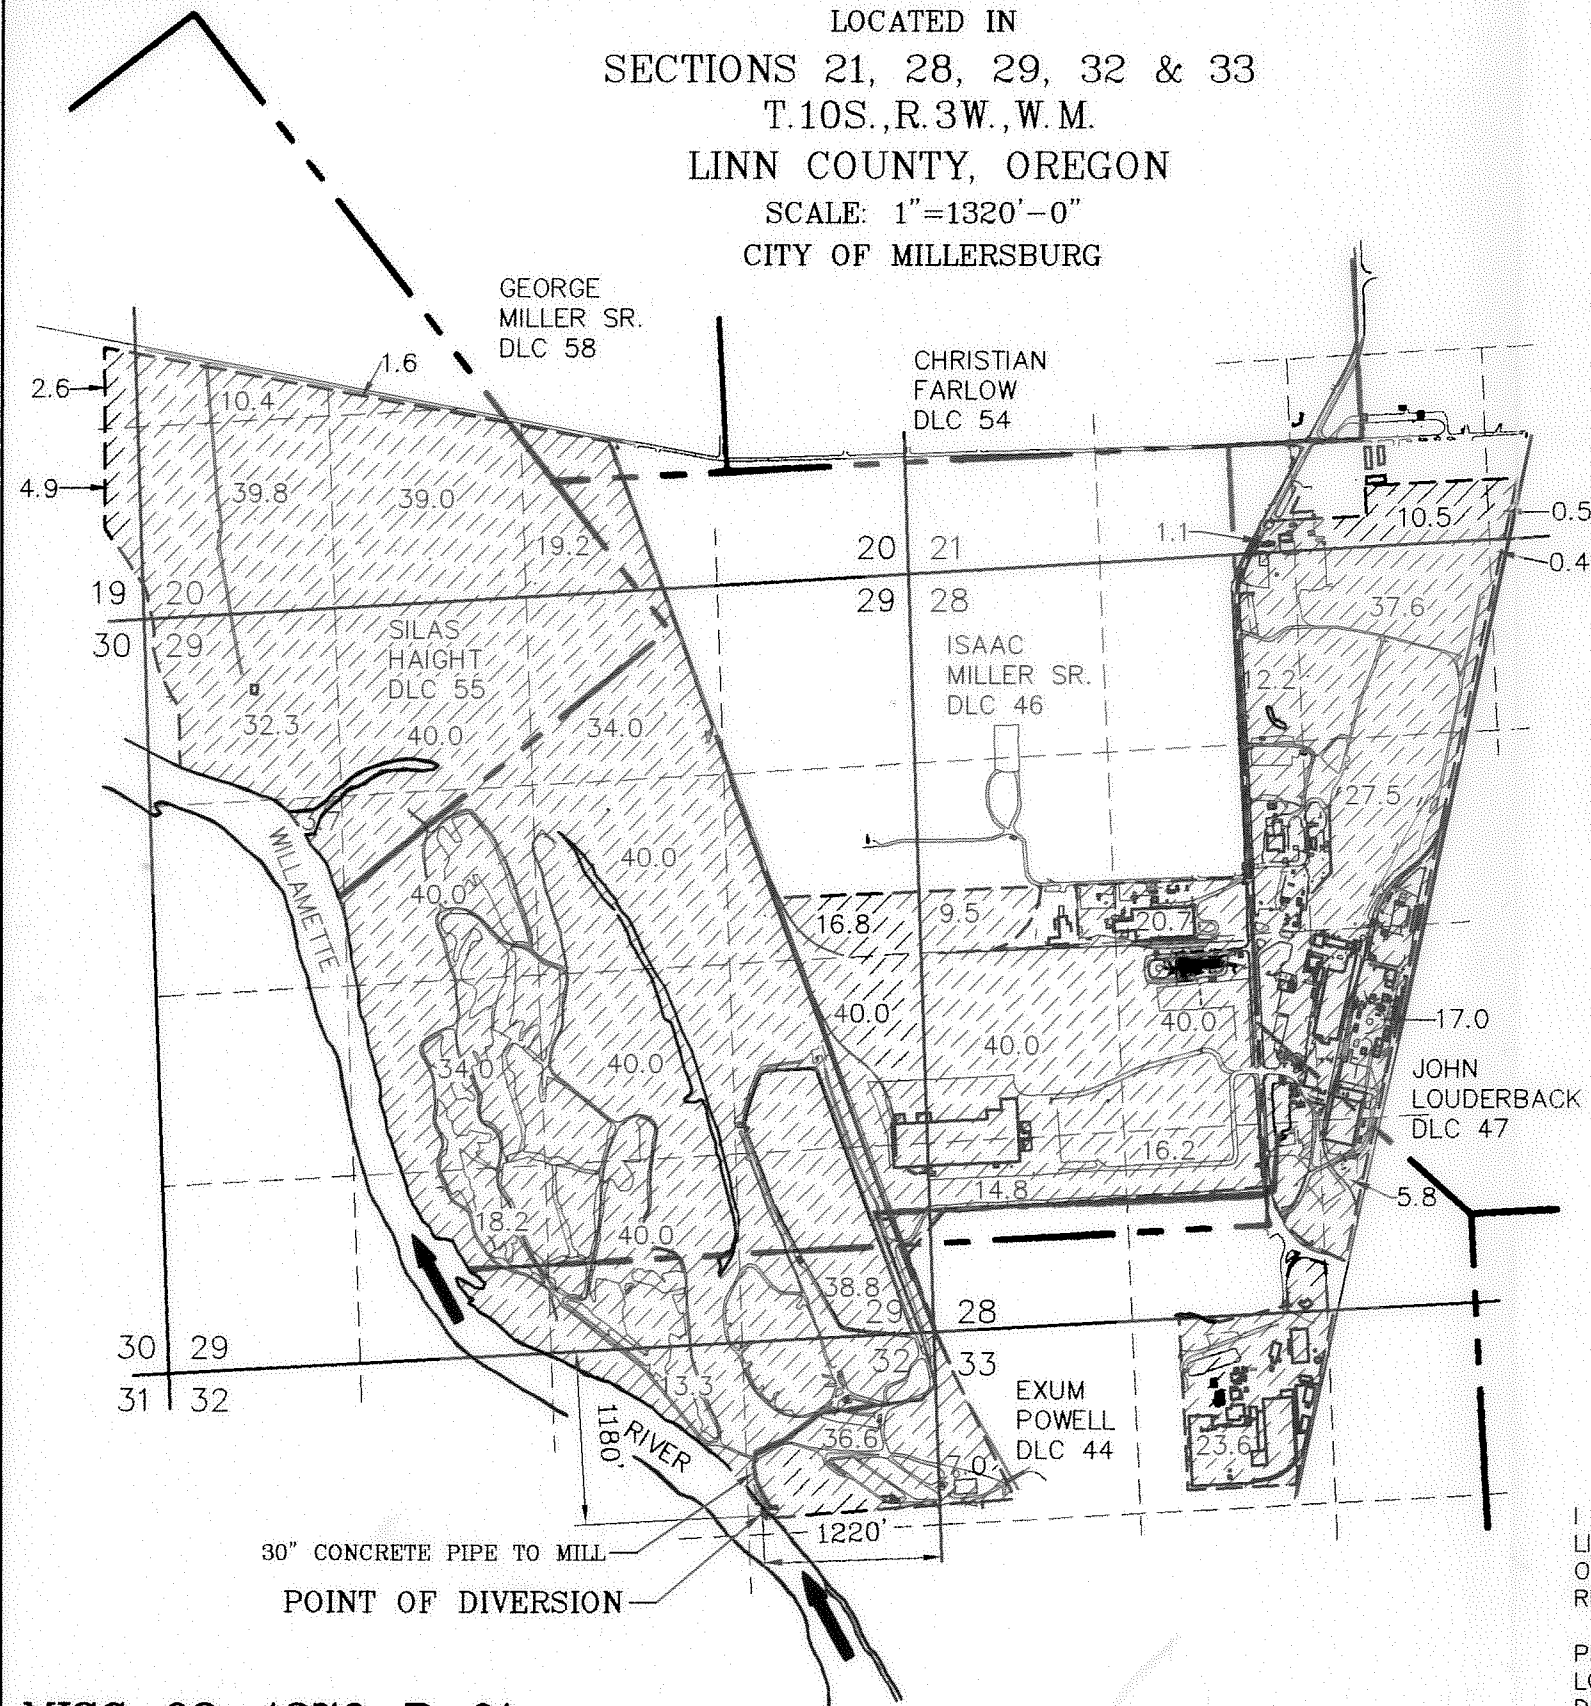 LOCATED IN
SECTIONS 21, 28, 29, 32 & 33
T.10S.,R.3W.,W.M.
LINN COUNTY, OREGON
SCALE: 1"=1320'-0"
CITY OF MILLERSBURG
GEORGE
MILLER SR.
DLC 58
CHRISTIAN
FARLOW
DLC 54
1.6
2.6
10.4
4.9
39.8
39.0
19.2
20 21
29 28
1.1
10.5
0.5
0.4
37.6
19 20
30 29
SILAS
HAIGHT
DLC 55
ISAAC
MILLER SR.
DLC 46
12.2
32.3
40.0
34.0
27.5
WILLAMETTE
40.0
40.0
16.8
9.5
20.7
40.0
40.0
40.0
17.0
34.0
40.0
JOHN
LOUDERBACK
DLC 47
16.2
14.8
5.8
18.2
40.0
38.8
29 28
32 33
30 29
31 32
EXUM
POWELL
DLC 44
1180'
RIVER
36.6
7.0
23.6
1220'
30" CONCRETE PIPE TO MILL
POINT OF DIVERSION